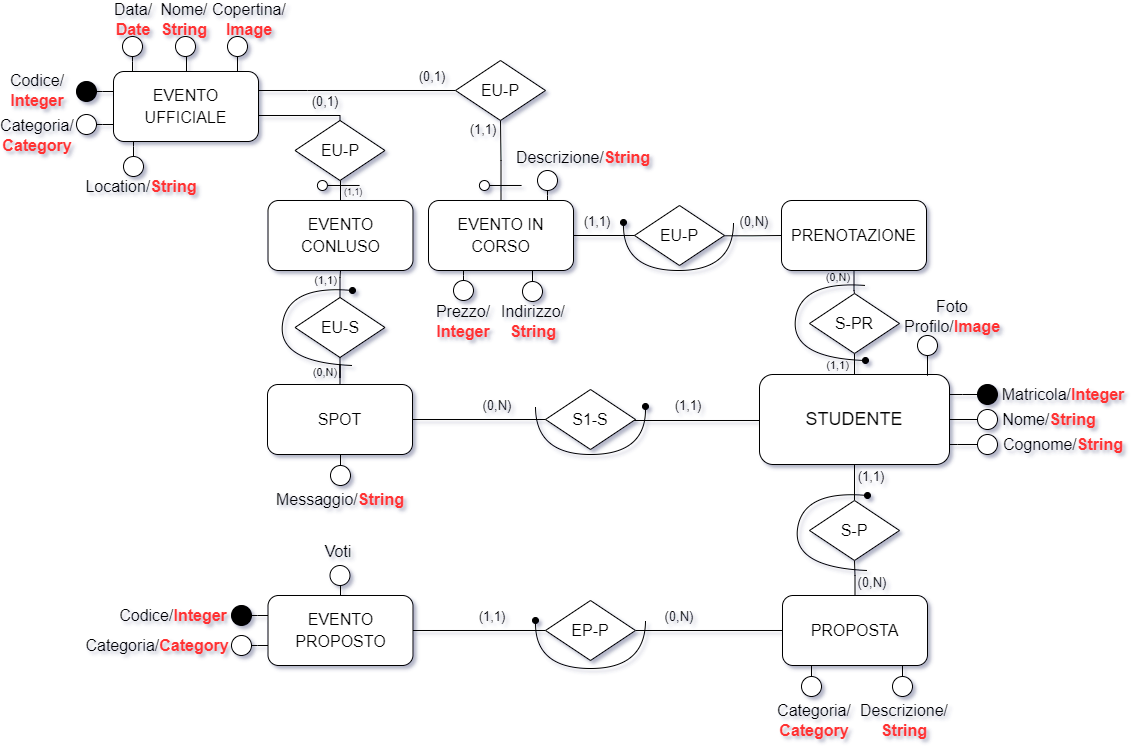 Data/ Nome/ Copertina/
Date String Image
Codice/
Integer
EVENTO
UFFICIALE
(0,1)
EU-P
(0,1)
Categoria/
Category
(1,1)
EU-P
Descrizione/String
Location/String
(1,1)
EVENTO
CONLUSO
EVENTO IN
CORSO
(1,1)
EU-P
(0,N)
PRENOTAZIONE
(1,1)
(0,N)
Prezzo/
Integer
Indirizzo/
String
EU-S
S-PR
Foto
Profilo/Image
(0,N)
(1,1)
SPOT
(0,N)
S1-S
(1,1)
STUDENTE
Matricola/Integer
Nome/String
Cognome/String
Messaggio/String
(1,1)
S-P
Voti
(0,N)
Codice/Integer
Categoria/Category
EVENTO
PROPOSTO
(1,1)
EP-P
(0,N)
PROPOSTA
Categoria/
Category
Descrizione/
String